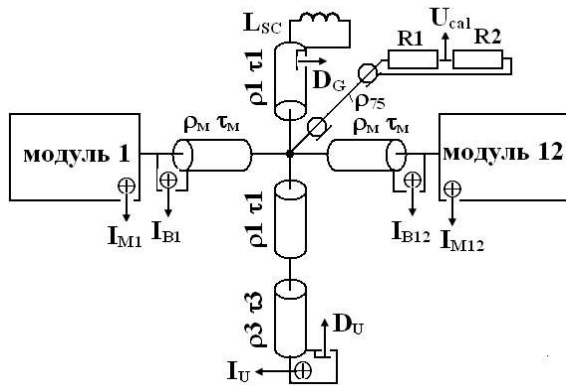 L_SC
U_cal
R1 R2
ρ1 τ1
D_G
ρ_75
ρ_M τ_M
ρ_M τ_M
модуль 1
модуль 12
I_M1
I_B1
I_B12
I_M12
ρ1 τ1
ρ3 τ3
D_U
I_U